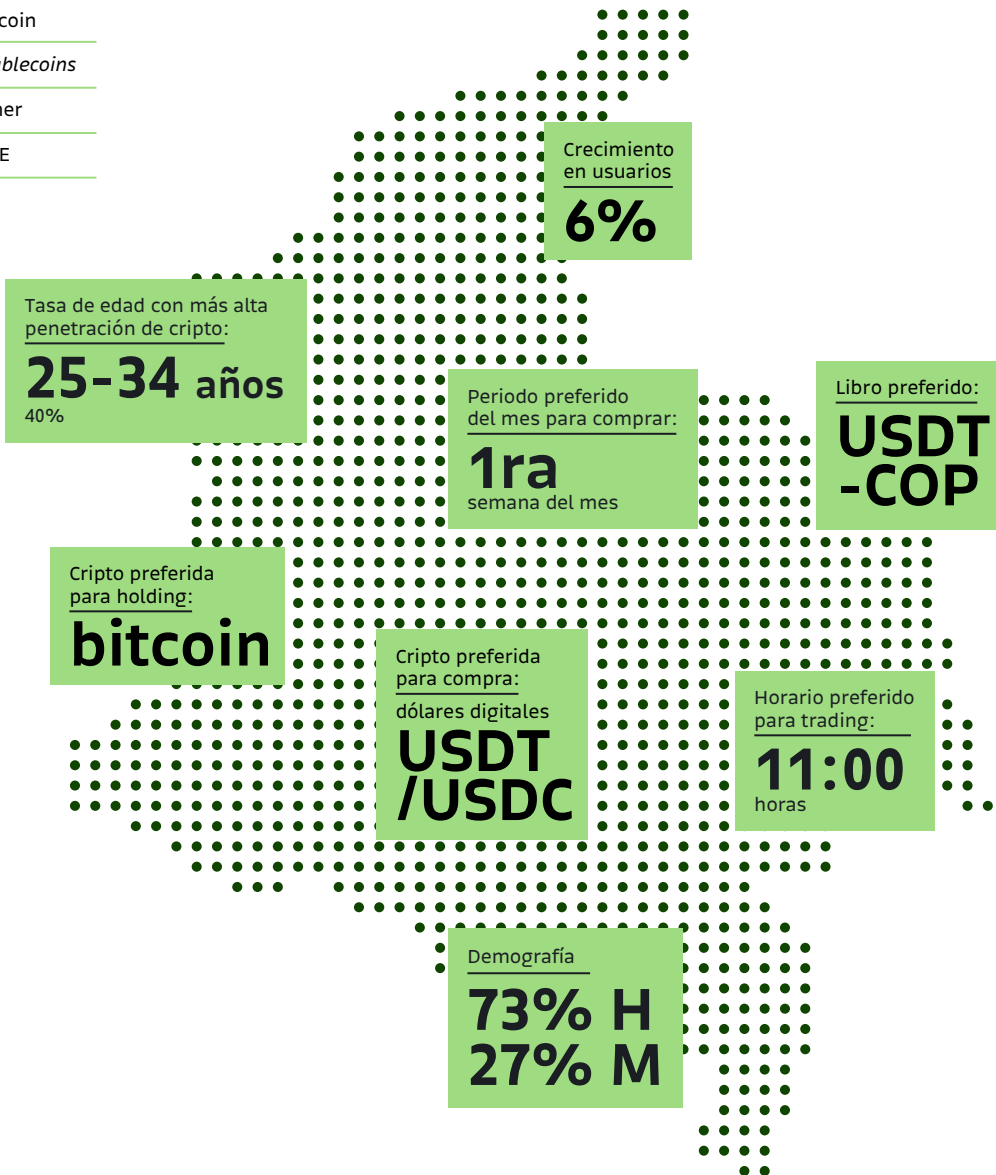 coin
blecoins
her
E
Crecimiento
en usuarios
6%
Tasa de edad con más alta
penetración de cripto:
25-34 años
40%
Periodo preferido
del mes para comprar:
1ra
semana del mes
Libro preferido:
USDT
-COP
Cripto preferida
para holding:
bitcoin
Cripto preferida
para compra:
dólares digitales
USDT
/USDC
Horario preferido
para trading:
11:00
horas
Demografía
73% H
27% M